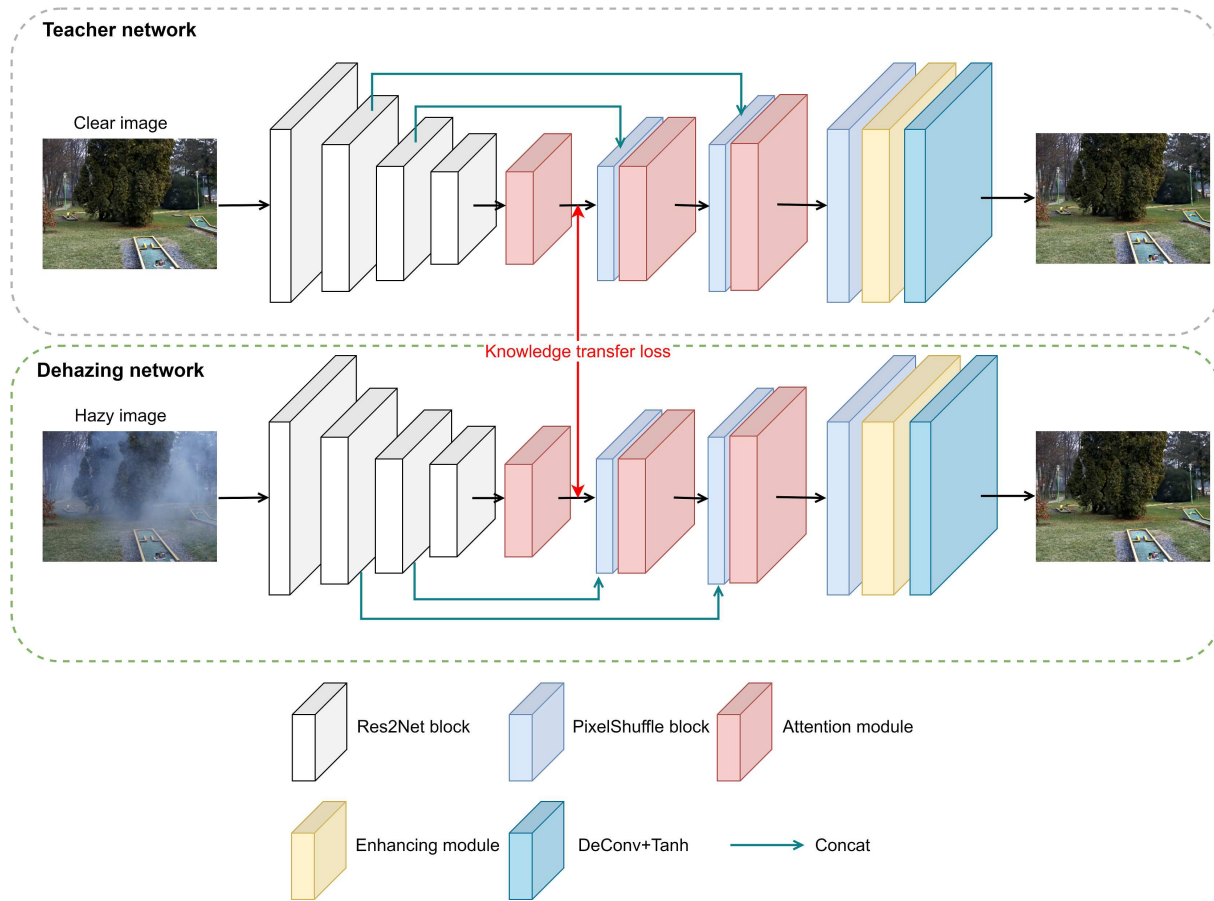 Teacher network
Clear image
Knowledge transfer loss
Dehazing network
Hazy image
Res2Net block
PixelShuffle block
Attention module
Enhancing module
DeConv+Tanh
Concat